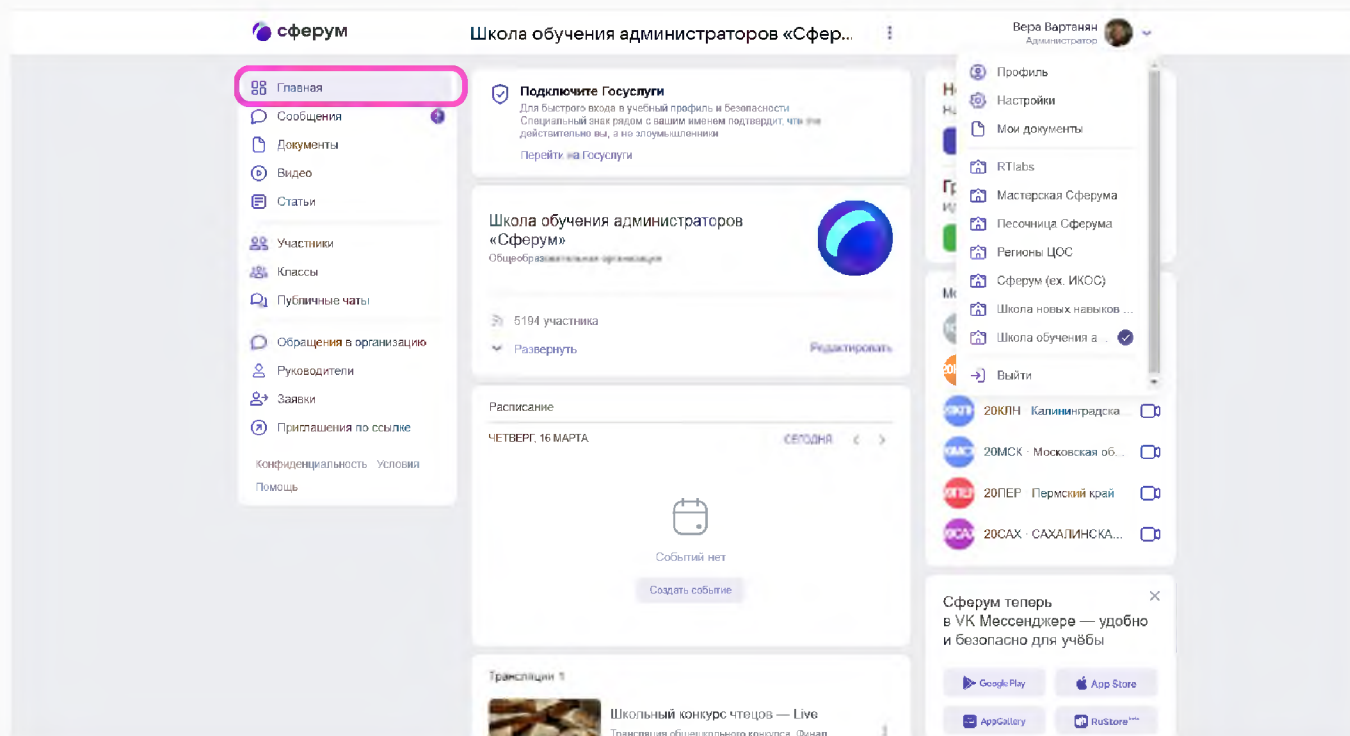 сферум
Школа обучения администраторов «Сфер...
Вера Вартанян
Администратор
Главная
Сообщения
Документы
Видео
Статьи
Участники
Классы
Публичные чаты
Обращения в организацию
Руководители
Заявки
Приглашения по ссылке
Конфиденциальность Условия
Помощь
Подключите Госуслуги
Для быстрого входа в учебный профиль и безопасности
Специальный знак рядом с вашим именем подтвердит, что это
действительно вы, а не злоумышленники
Перейти на Госуслуги
Школа обучения администраторов
«Сферум»
Общеобразовательная организация
5194 участника
Развернуть
Редактировать
Расписание
ЧЕТВЕРГ, 16 МАРТА
СЕГОДНЯ
Событий нет
Создать событие
Трансляции 1
Школьный конкурс чтецов — Live
Трансляция общешкольного конкурса. Финал
Профиль
Настройки
Мои документы
RTlabs
Мастерская Сферума
Песочница Сферума
Регионы ЦОС
Сферум (ex. ИКОС)
Школа новых навыков ...
Школа обучения а...
Выйти
20КЛН · Калининградска...
20МСК · Московская об...
20ПЕР · Пермский край
20САХ · САХАЛИНСКА...
Сферум теперь
в VK Мессенджере — удобно
и безопасно для учёбы
Google Play
App Store
AppGallery
RuStore